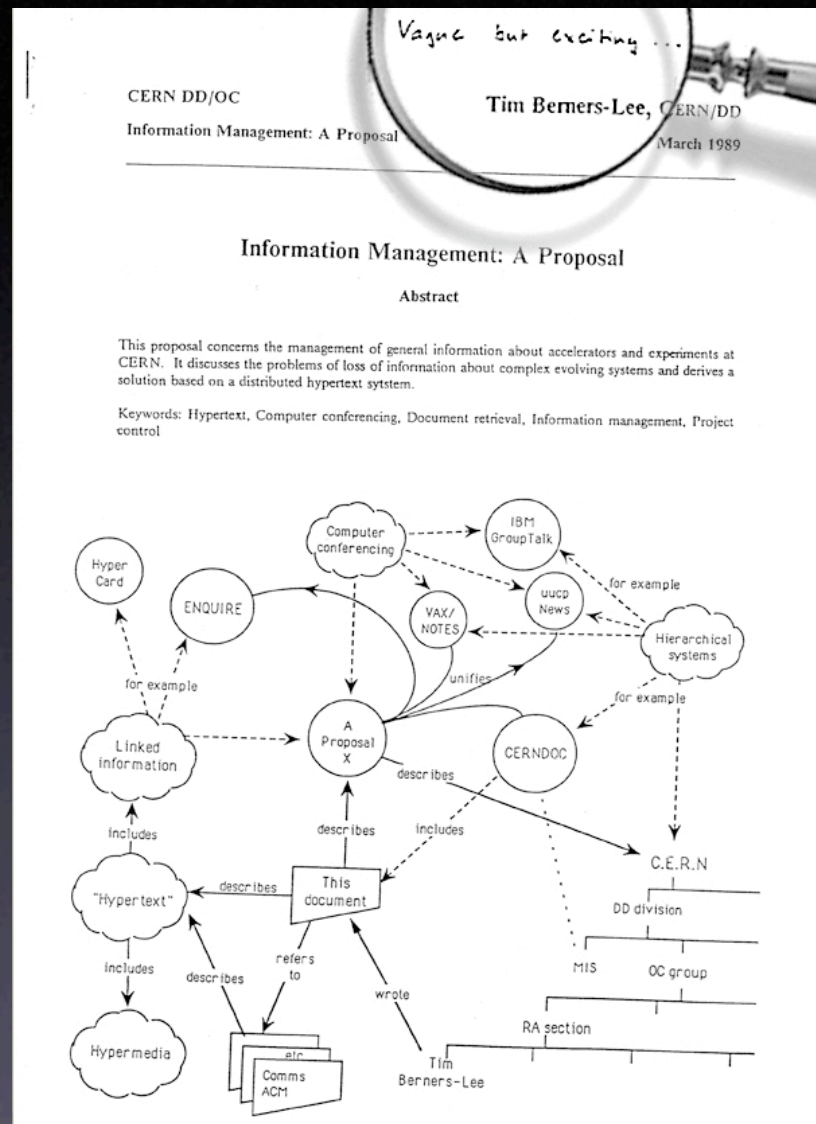 Vague but exciting ...
CERN DD/OC
Tim Berners-Lee, CERN/DD
Information Management: A Proposal
March 1989
Information Management: A Proposal
Abstract
This proposal concerns the management of general information about accelerators and experiments at
CERN. It discusses the problems of loss of information about complex evolving systems and derives a
solution based on a distributed hypertext sytstem.
Keywords: Hypertext, Computer conferencing, Document retrieval, Information management, Project
control
Computer
conferencing
IBM
GroupTalk
Hyper
Card
ENQUIRE
VAX/
NOTES
uucp
News
for example
Hierarchical
systems
for example
unifies
for example
Linked
information
A
Proposal
X
CERNDOC
describes
includes
describes
includes
C.E.R.N
"Hypertext"
describes
This
document
DD division
includes
describes
refers
to
wrote
MIS
OC group
RA section
Hypermedia
etc
Comms
ACM
Tim
Berners-Lee